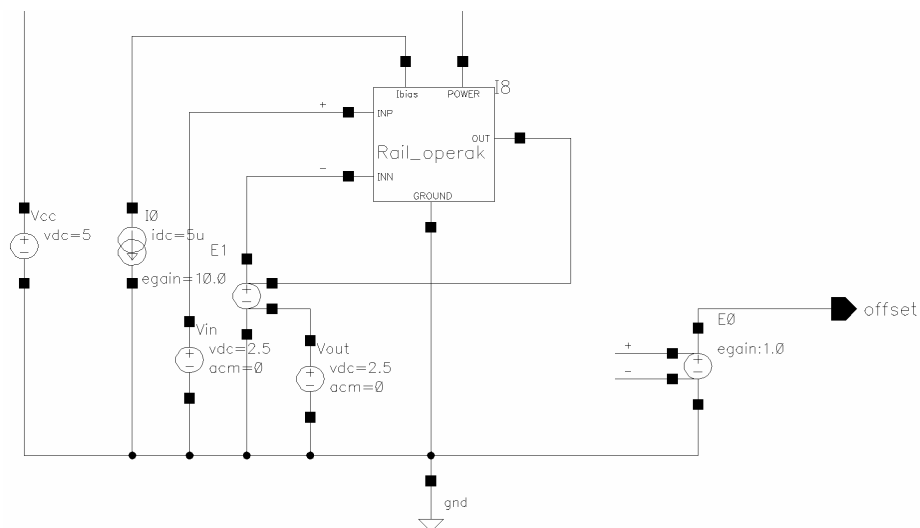 Ibias POWER I8
+ INP
OUT
Rail_operak
- INN
GROUND
Vcc
vdc=5
+
-
I0
idc=5u
E1
egain=10.0
+
-
Vin
vdc=2.5
acm=0
+
-
Vout
vdc=2.5
acm=0
+
-
E0
egain:1.0
+
-
+
-
offset
gnd